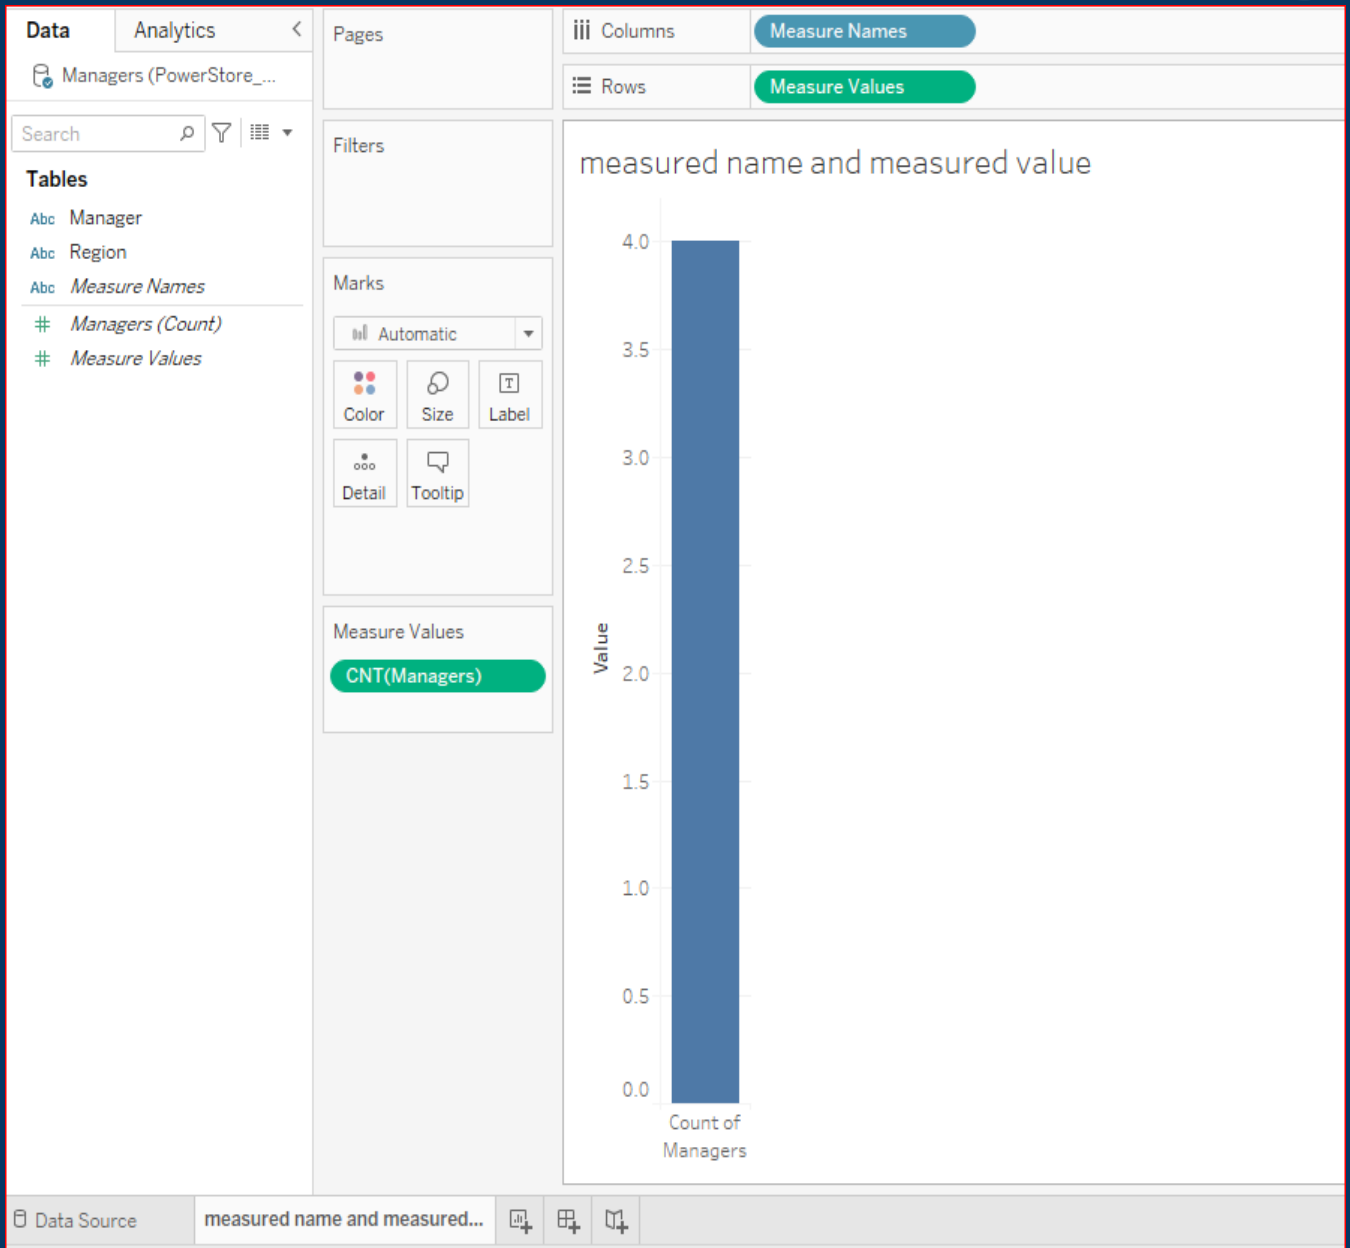 Data
Analytics
Managers (PowerStore_...
Search
Tables
Abc Manager
Abc Region
Abc Measure Names
# Managers (Count)
# Measure Values
Pages
Filters
Marks
Automatic
Color
Size
T
Label
Detail
Tooltip
Measure Values
CNT(Managers)
Columns
Measure Names
Rows
Measure Values
measured name and measured value
4.0
3.5
3.0
2.5
2.0
1.5
1.0
0.5
0.0
Value
Count of
Managers
Data Source
measured name and measured...